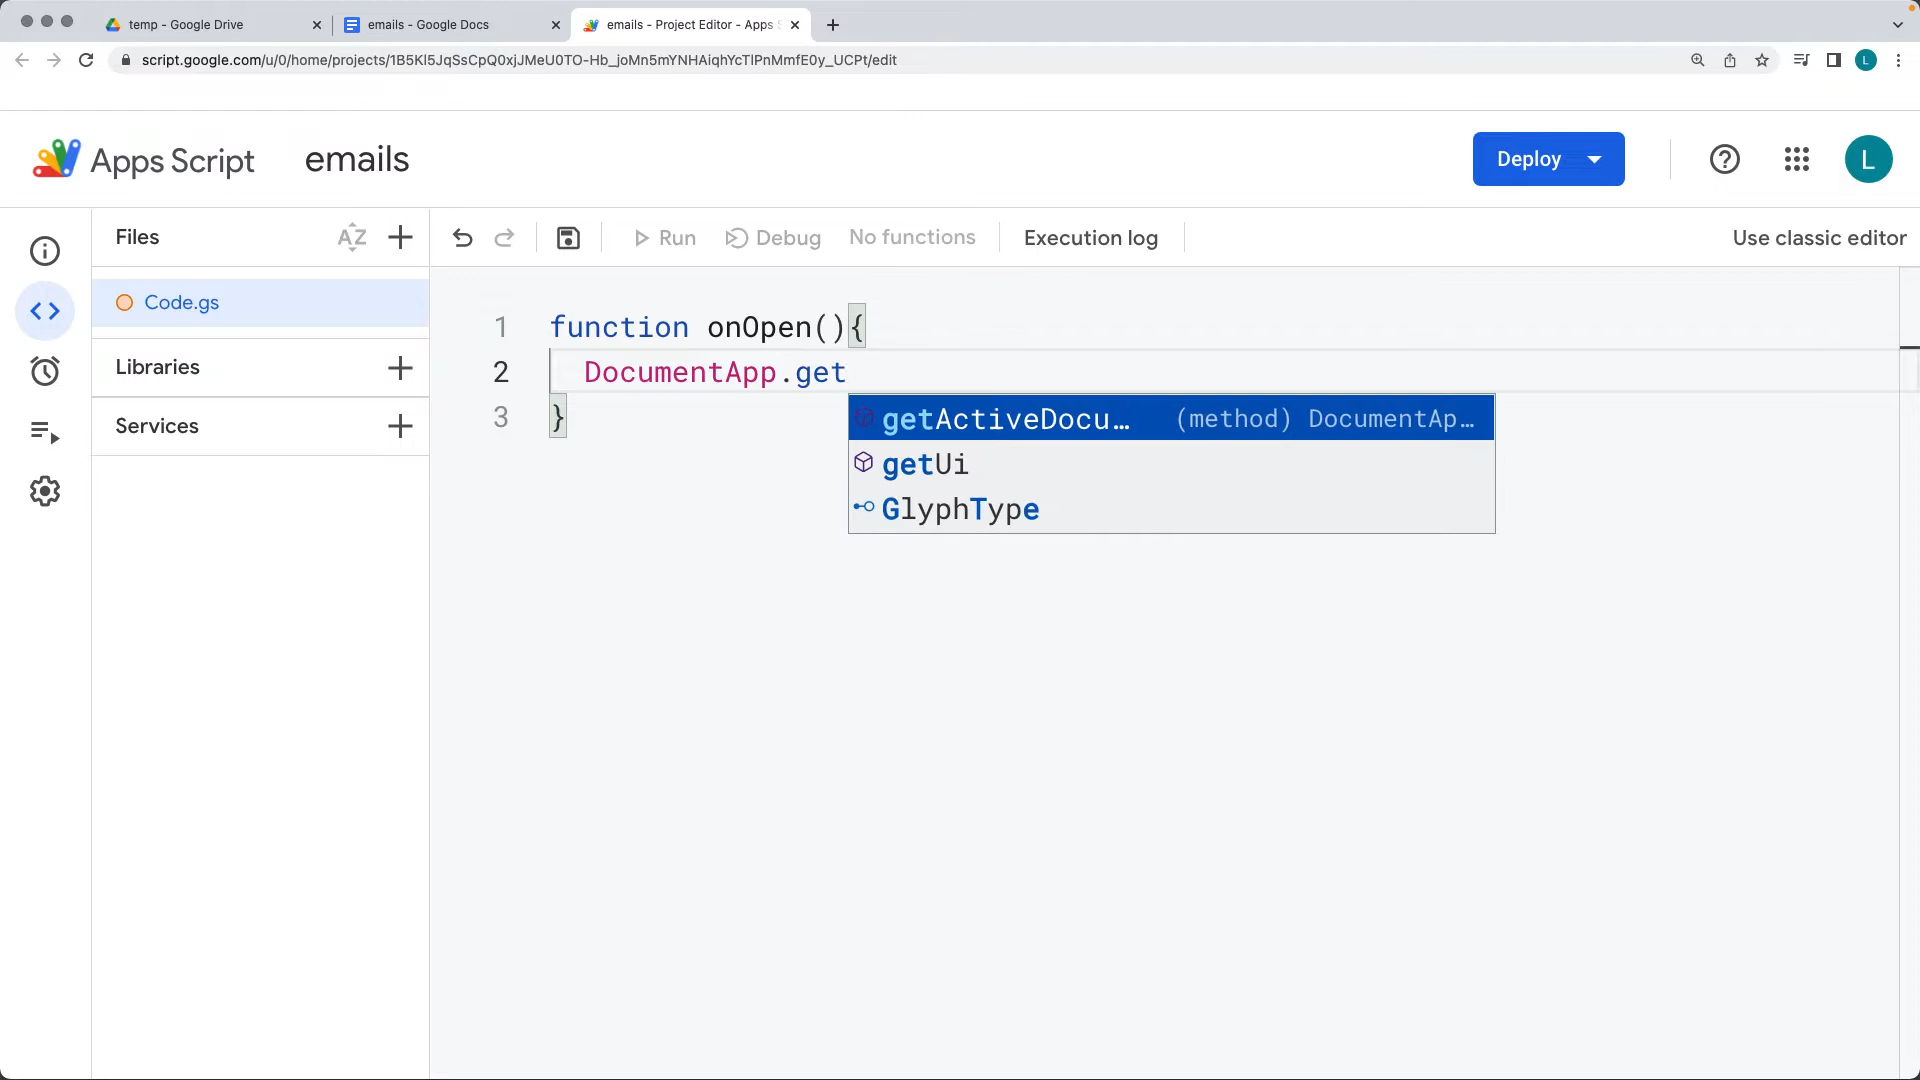 temp - Google Drive
emails - Google Docs
emails - Project Editor - Apps S
script.google.com/u/0/home/projects/1B5Kl5JqSsCpQ0xjJMeU0TO-Hb_joMn5mYNHAiqhYcTlPnMmfE0y_UCPt/edit
L
Apps Script
emails
Deploy
L
Files
AZ
Run
Debug
No functions
Execution log
Use classic editor
Code.gs
Libraries
Services
1 function onOpen(){
2 DocumentApp.get
3 }
getActiveDocu… (method) DocumentAp…
getUi
GlyphType